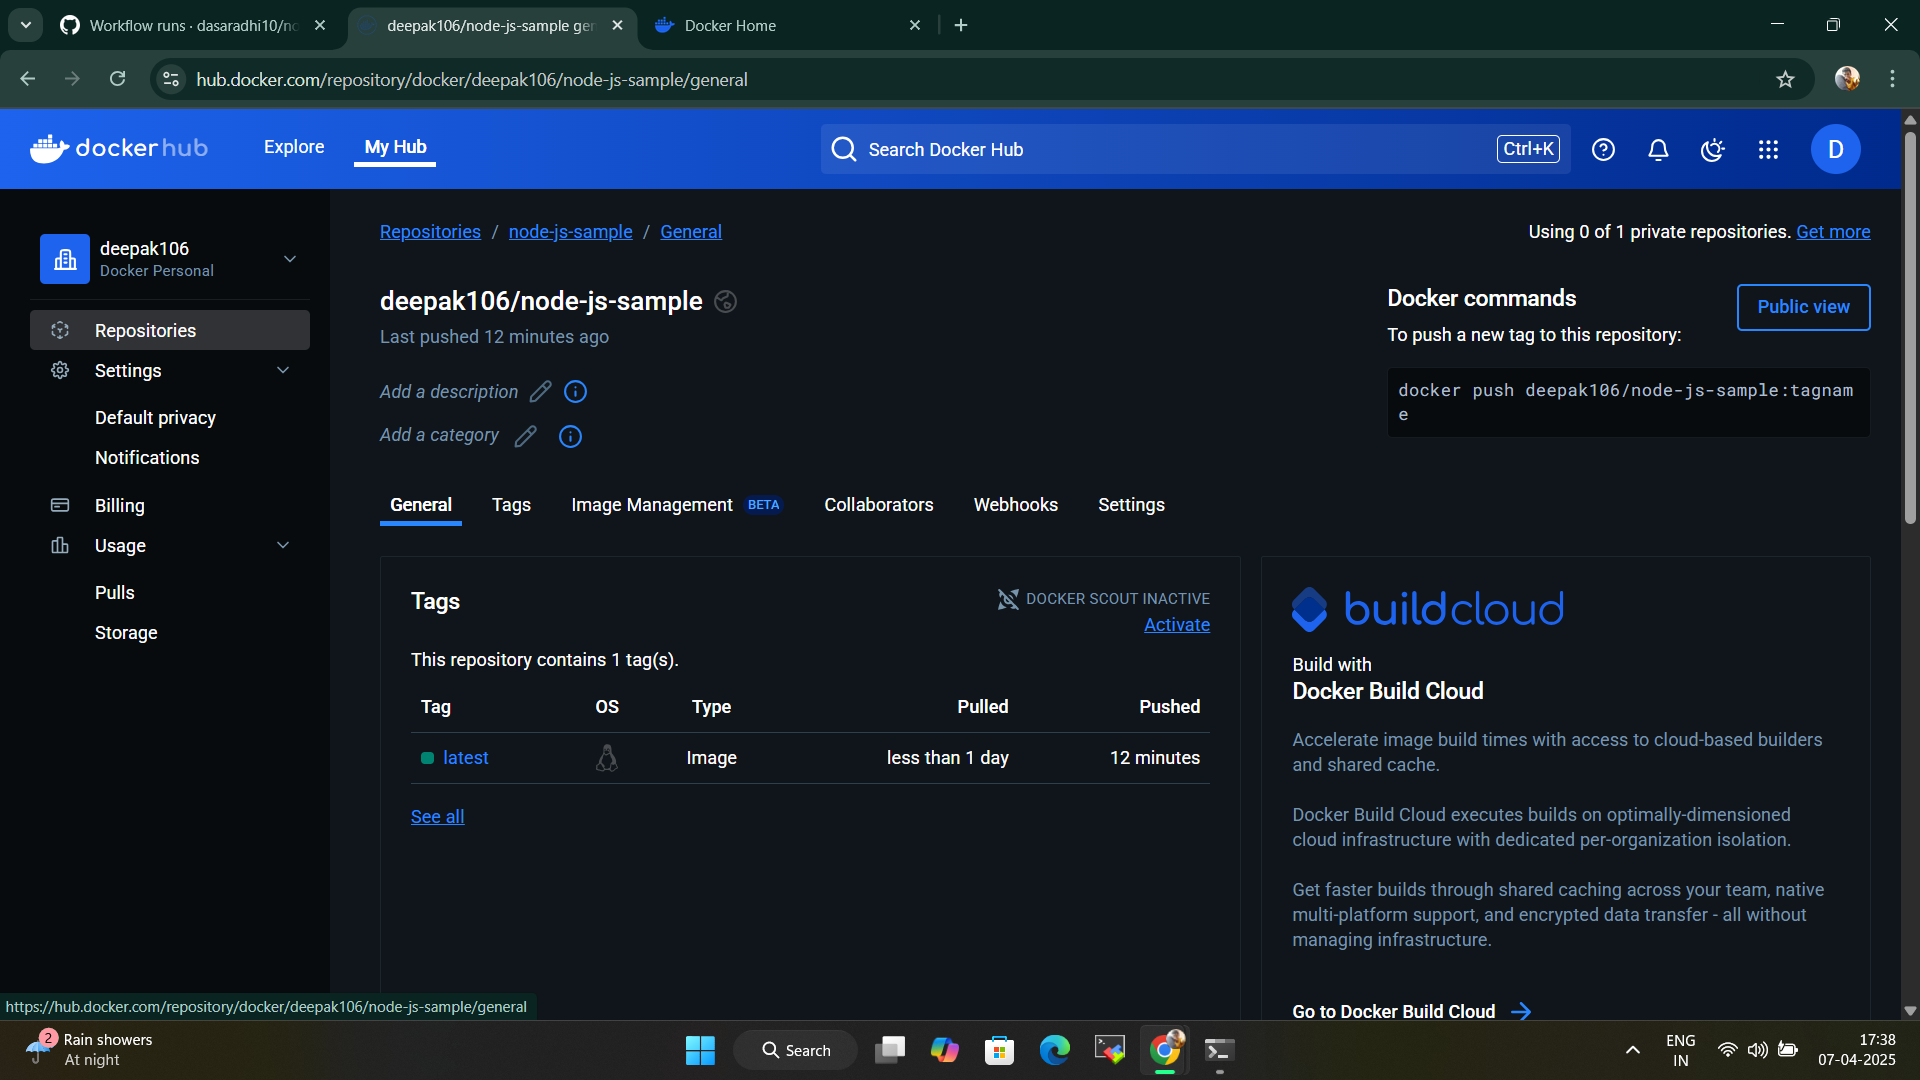 Workflow runs · dasaradhi10/no
deepak106/node-js-sample gen
Docker Home
hub.docker.com/repository/docker/deepak106/node-js-sample/general
dockerhub
Explore
My Hub
Search Docker Hub
Ctrl+K
D
deepak106
Docker Personal
Repositories
Settings
Default privacy
Notifications
Billing
Usage
Pulls
Storage
Repositories / node-js-sample / General
Using 0 of 1 private repositories. Get more
deepak106/node-js-sample
Last pushed 12 minutes ago
Add a description
Add a category
Docker commands
Public view
To push a new tag to this repository:
docker push deepak106/node-js-sample:tagnam
e
General Tags Image Management BETA Collaborators Webhooks Settings
Tags
DOCKER SCOUT INACTIVE
Activate
This repository contains 1 tag(s).
Tag OS Type Pulled Pushed
latest Image less than 1 day 12 minutes
See all
buildcloud
Build with
Docker Build Cloud
Accelerate image build times with access to cloud-based builders
and shared cache.
Docker Build Cloud executes builds on optimally-dimensioned
cloud infrastructure with dedicated per-organization isolation.
Get faster builds through shared caching across your team, native
multi-platform support, and encrypted data transfer - all without
managing infrastructure.
Go to Docker Build Cloud
https://hub.docker.com/repository/docker/deepak106/node-js-sample/general
2
Rain showers
At night
Search
ENG
IN
17:38
07-04-2025